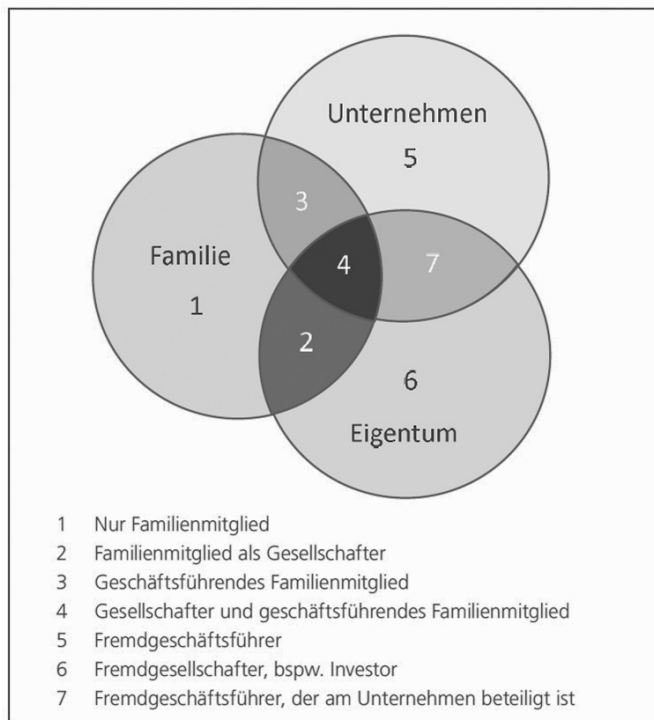 Unternehmen
5
3
Familie
4
7
1
2
6
Eigentum
1 Nur Familienmitglied
2 Familienmitglied als Gesellschafter
3 Geschäftsführendes Familienmitglied
4 Gesellschafter und geschäftsführendes Familienmitglied
5 Fremdgeschäftsführer
6 Fremdgesellschafter, bspw. Investor
7 Fremdgeschäftsführer, der am Unternehmen beteiligt ist